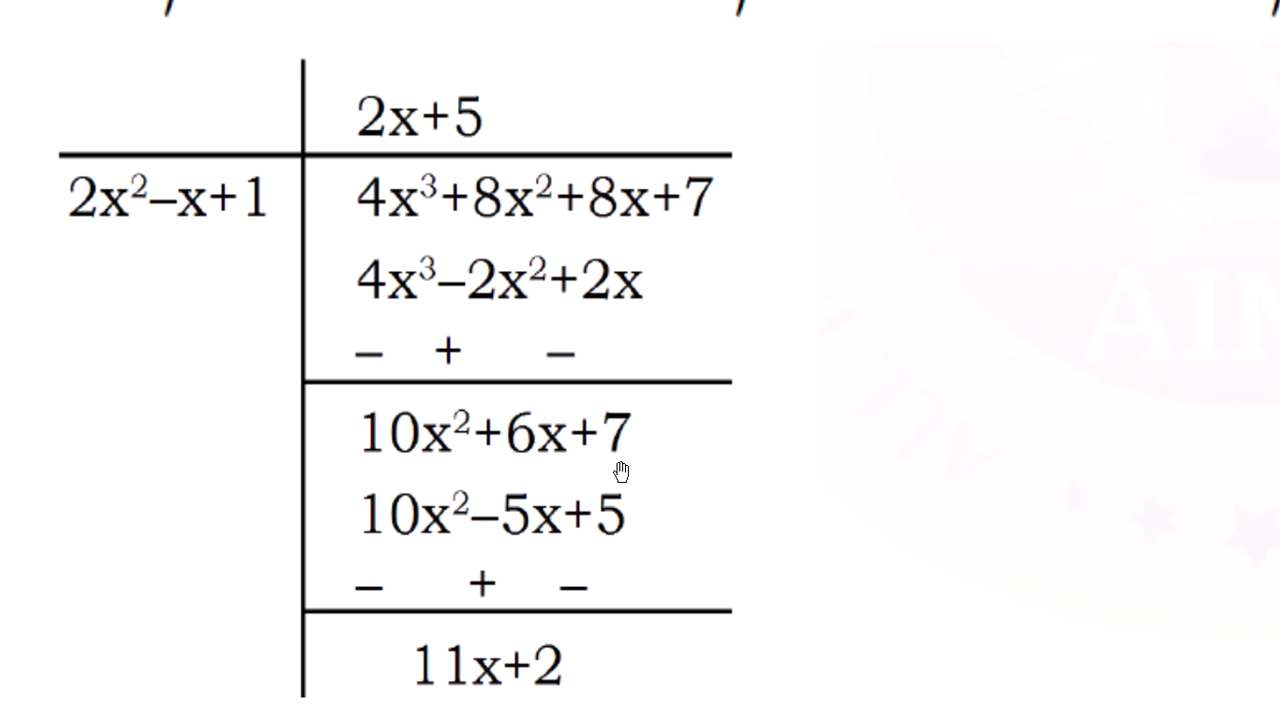 2x+5
2x²–x+1 4x³+8x²+8x+7
4x³–2x²+2x
– + –
10x²+6x+7
10x²–5x+5
– + –
11x+2
AIM